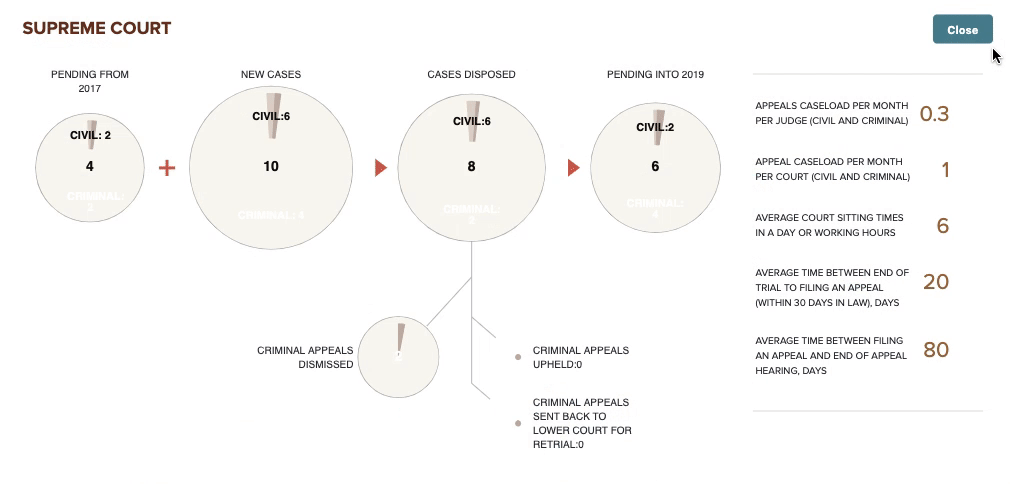 SUPREME COURT
Close
PENDING FROM
2017
NEW CASES
CASES DISPOSED
PENDING INTO 2019
CIVIL: 2
4
CRIMINAL:
2
CIVIL:6
10
CRIMINAL: 4
CIVIL:6
8
CRIMINAL:
2
CIVIL:2
6
CRIMINAL:
4
CRIMINAL APPEALS
DISMISSED
CRIMINAL APPEALS
UPHELD:0
CRIMINAL APPEALS
SENT BACK TO
LOWER COURT FOR
RETRIAL:0
APPEALS CASELOAD PER MONTH
PER JUDGE (CIVIL AND CRIMINAL)
0.3
APPEAL CASELOAD PER MONTH
PER COURT (CIVIL AND CRIMINAL)
1
AVERAGE COURT SITTING TIMES
IN A DAY OR WORKING HOURS
6
AVERAGE TIME BETWEEN END OF
TRIAL TO FILING AN APPEAL
(WITHIN 30 DAYS IN LAW), DAYS
20
AVERAGE TIME BETWEEN FILING
AN APPEAL AND END OF APPEAL
HEARING, DAYS
80